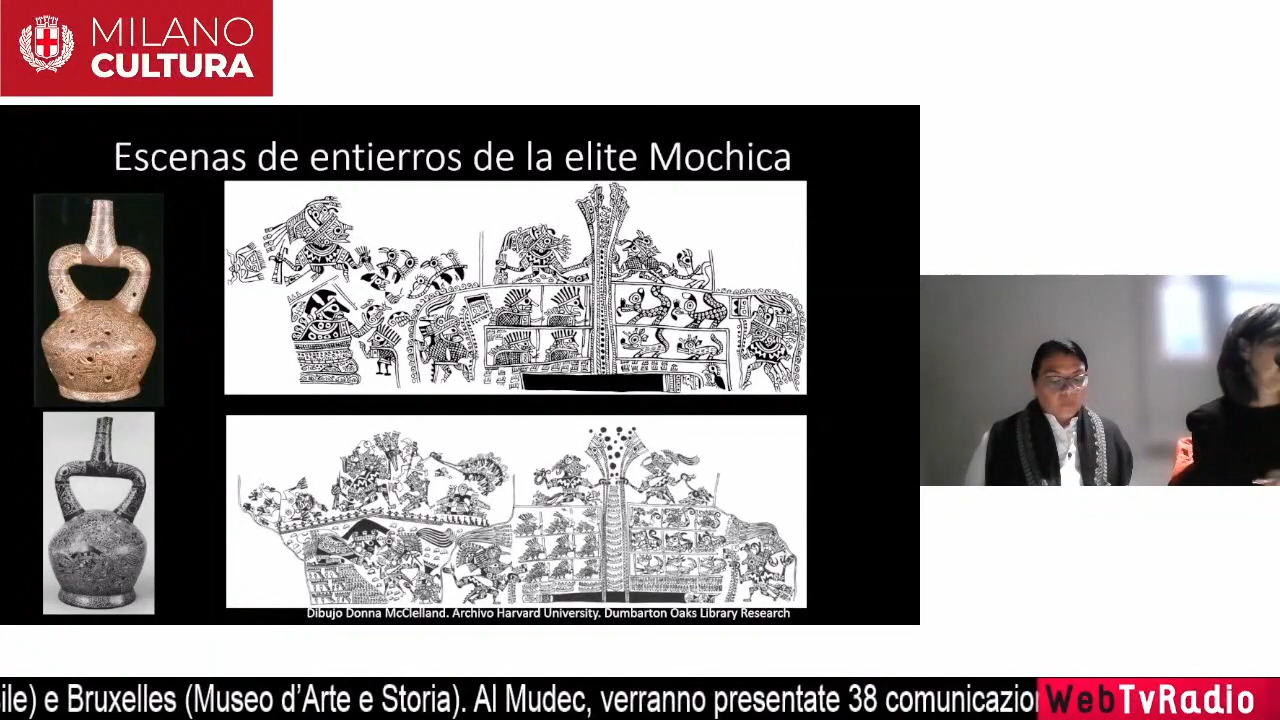 MILANO
CULTURA
Escenas de entierros de la elite Mochica
Dibujo Donna McClelland. Archivo Harvard University. Dumbarton Oaks Library Research
ile) e Bruxelles (Museo d’Arte e Storia). Al Mudec, verranno presentate 38 comunicazion
WebTvRadio